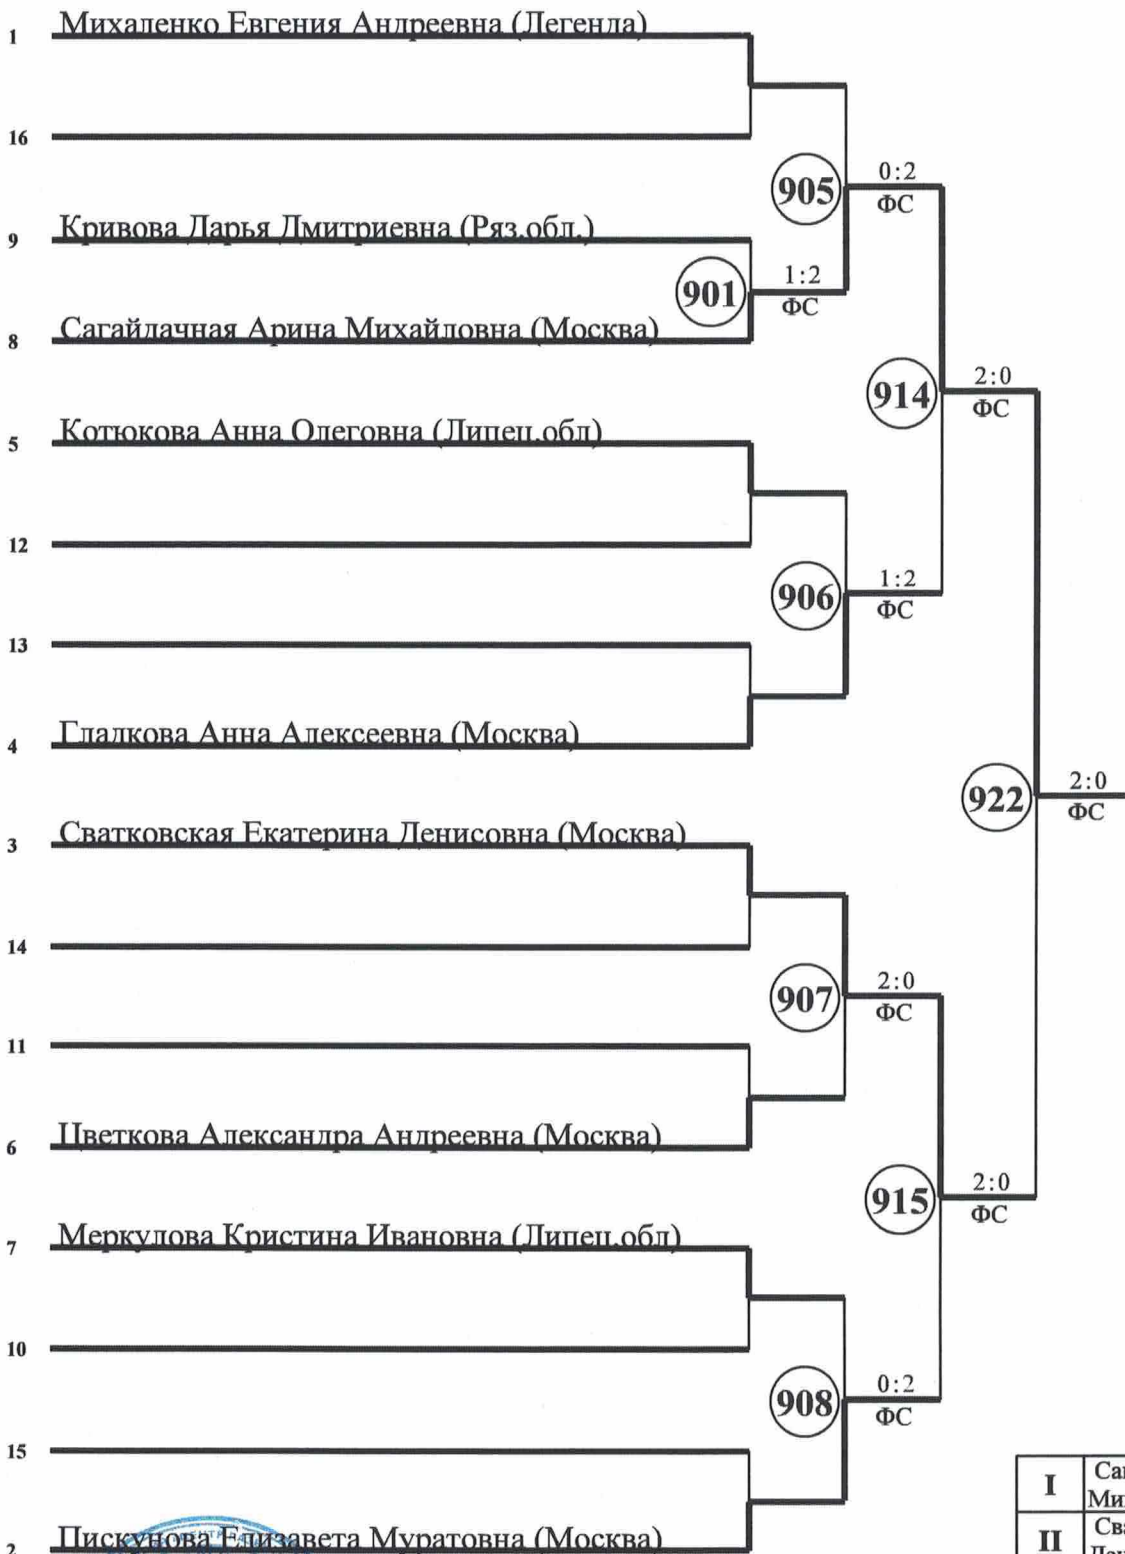 1 Михаленко Евгения Андреевна (Легенда)
16
905 0:2
ФС
9 Кривова Дарья Дмитриевна (Ряз.обл.)
901 1:2
ФС
8 Сагайдачная Арина Михайловна (Москва)
914 2:0
ФС
5 Котюкова Анна Олеговна (Липец.обл)
12
906 1:2
ФС
13
4 Гладкова Анна Алексеевна (Москва)
922 2:0
ФС
3 Сватковская Екатерина Денисовна (Москва)
14
907 2:0
ФС
11
6 Цветкова Александра Андреевна (Москва)
915 2:0
ФС
7 Меркулова Кристина Ивановна (Липец.обл)
10
908 0:2
ФС
15
I
II
2 Пискунова Елизавета Муратовна (Москва)